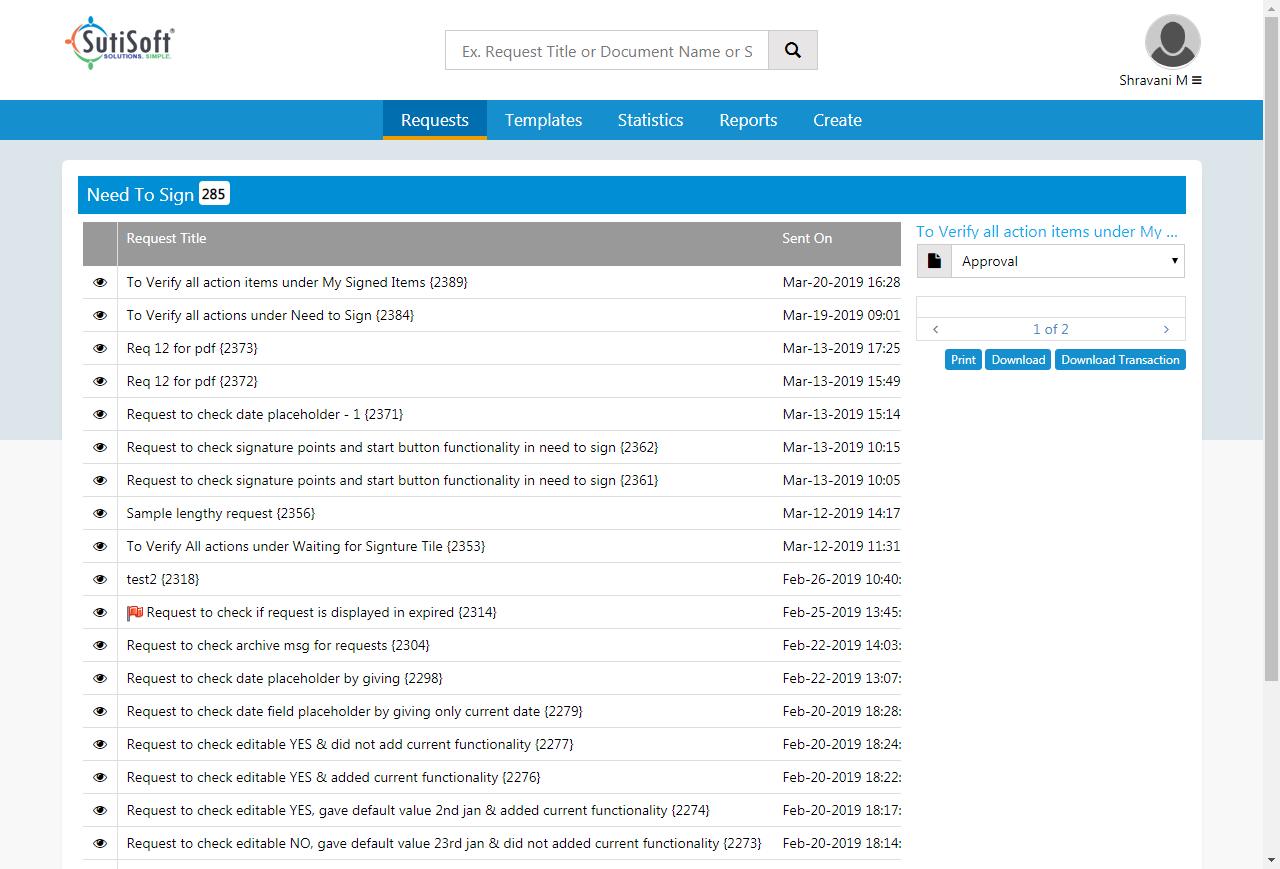 SutiSoft®
SOLUTIONS. SIMPLE.
Ex. Request Title or Document Name or S
Shravani M
Requests Templates Statistics Reports Create
Need To Sign 285
Request Title Sent On
To Verify all action items under My Signed Items {2389} Mar-20-2019 16:28
To Verify all actions under Need to Sign {2384} Mar-19-2019 09:01
Req 12 for pdf {2373} Mar-13-2019 17:25
Req 12 for pdf {2372} Mar-13-2019 15:49
Request to check date placeholder - 1 {2371} Mar-13-2019 15:14
Request to check signature points and start button functionality in need to sign {2362} Mar-13-2019 10:15
Request to check signature points and start button functionality in need to sign {2361} Mar-13-2019 10:05
Sample lengthy request {2356} Mar-12-2019 14:17
To Verify All actions under Waiting for Signture Tile {2353} Mar-12-2019 11:31
test2 {2318} Feb-26-2019 10:40:
Request to check if request is displayed in expired {2314} Feb-25-2019 13:45:
Request to check archive msg for requests {2304} Feb-22-2019 14:03:
Request to check date placeholder by giving {2298} Feb-22-2019 13:07:
Request to check date field placeholder by giving only current date {2279} Feb-20-2019 18:28:
Request to check editable YES & did not add current functionality {2277} Feb-20-2019 18:24:
Request to check editable YES & added current functionality {2276} Feb-20-2019 18:22:
Request to check editable YES, gave default value 2nd jan & added current functionality {2274} Feb-20-2019 18:17:
Request to check editable NO, gave default value 23rd jan & did not added current functionality {2273} Feb-20-2019 18:14:
To Verify all action items under My ...
Approval
‹ 1 of 2 ›
Print Download Download Transaction